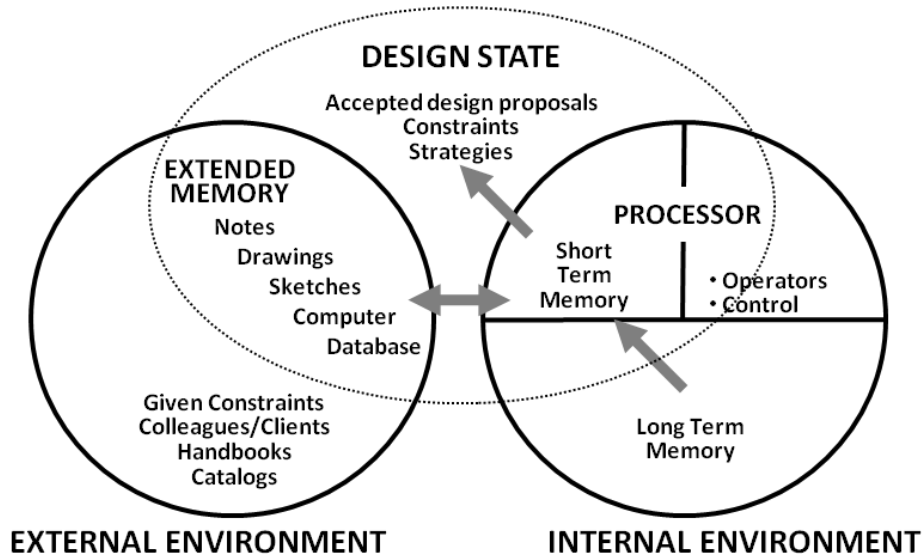 DESIGN STATE
Accepted design proposals
Constraints
Strategies
EXTENDED
MEMORY
Notes
Drawings
Sketches
Computer
Database
Given Constraints
Colleagues/Clients
Handbooks
Catalogs
PROCESSOR
Short
Term
Memory
• Operators
• Control
Long Term
Memory
EXTERNAL ENVIRONMENT
INTERNAL ENVIRONMENT